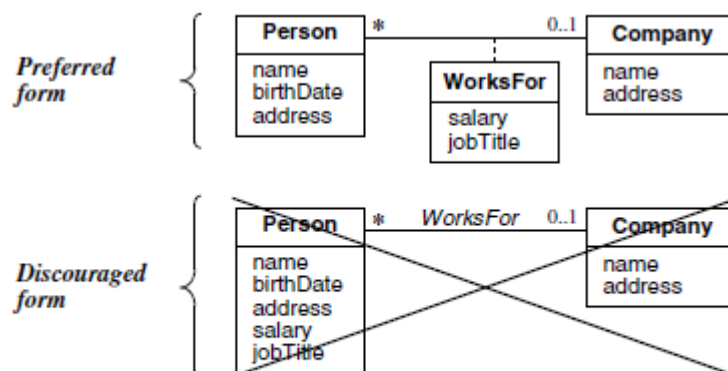 Preferred form
Person
name
birthDate
address
*
0..1
WorksFor
salary
jobTitle
Company
name
address
Discouraged form
Person
name
birthDate
address
salary
jobTitle
*
WorksFor
0..1
Company
name
address